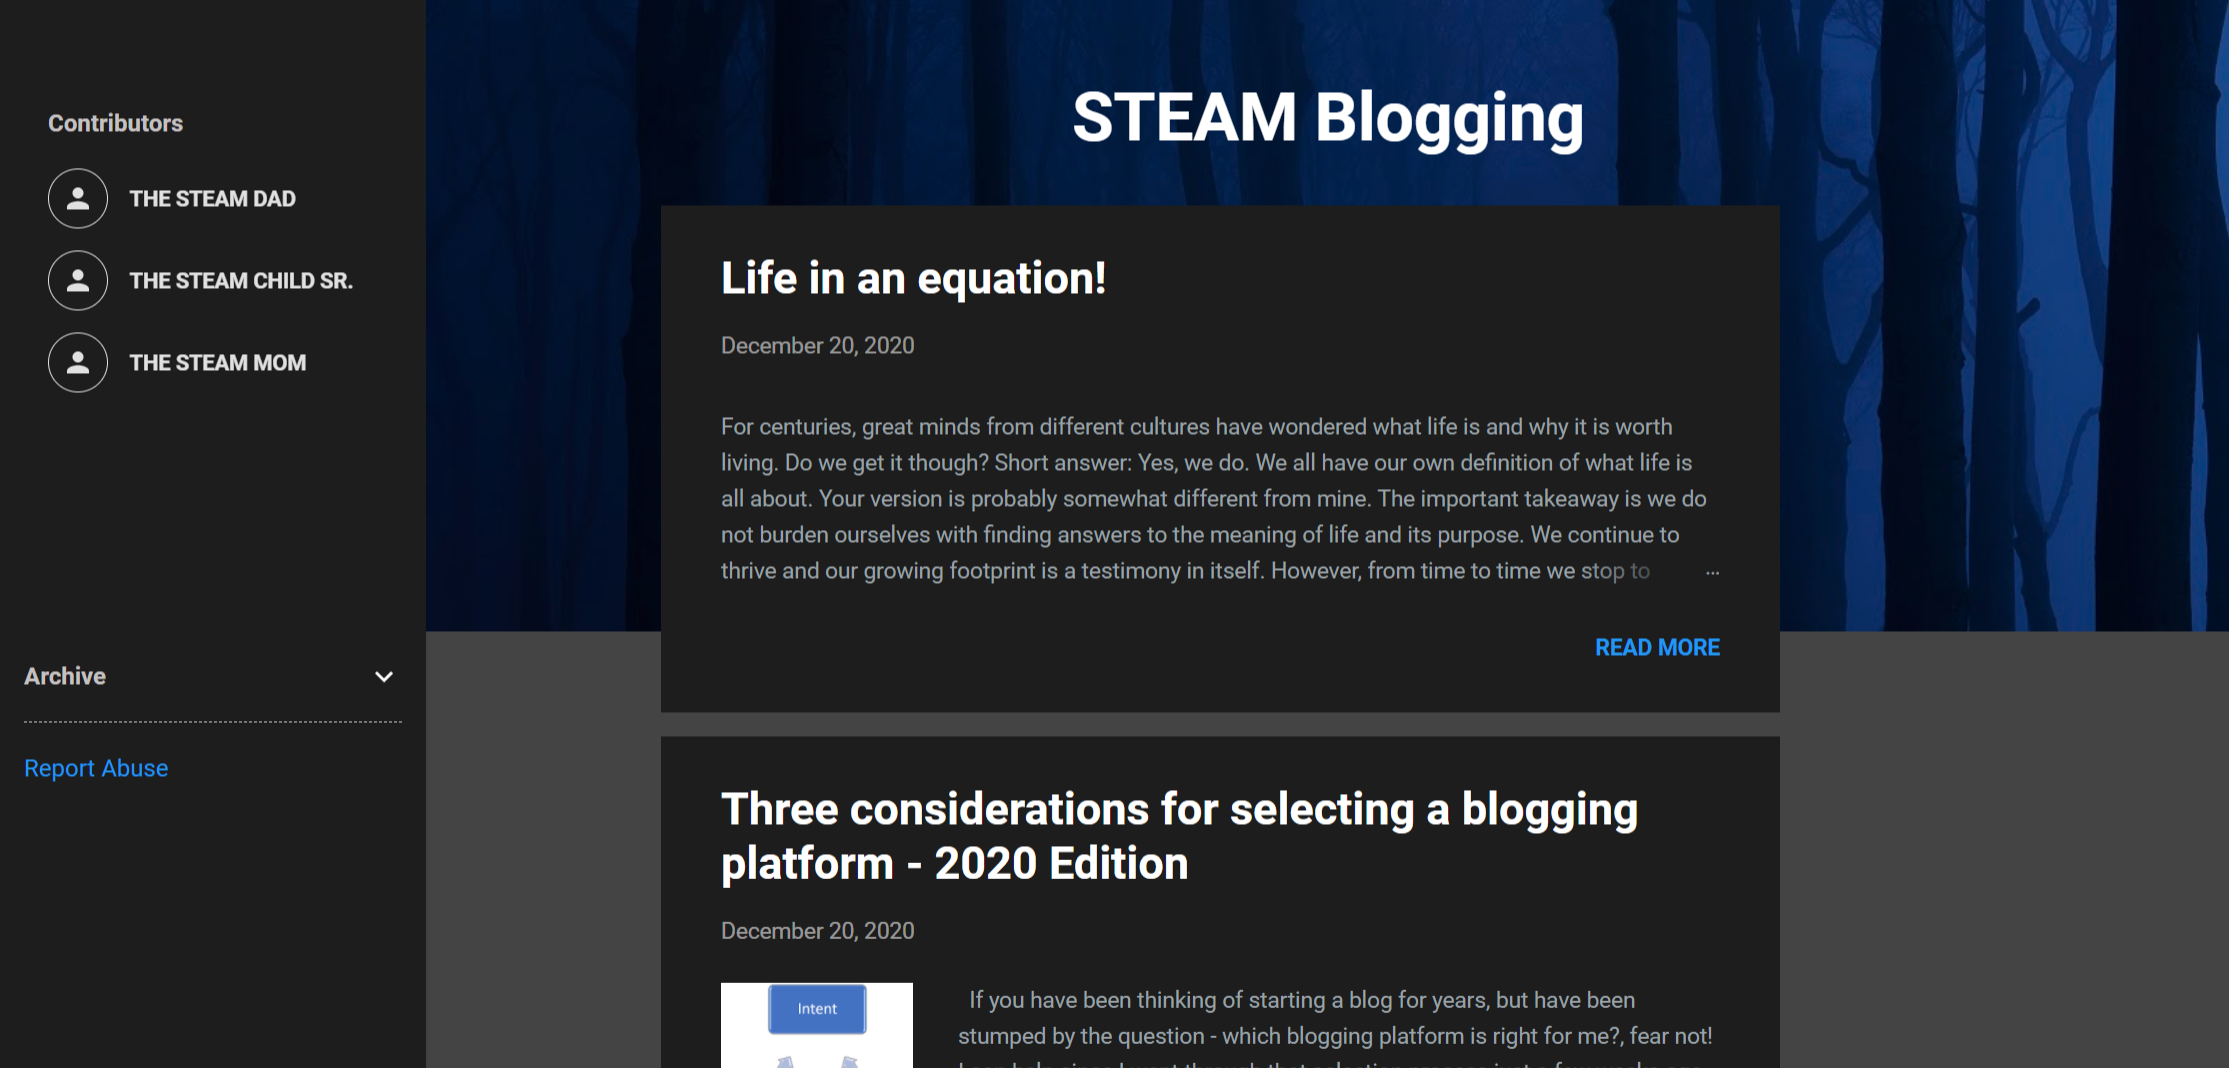 Contributors
THE STEAM DAD
THE STEAM CHILD SR.
THE STEAM MOM
Archive
Report Abuse
STEAM Blogging
Life in an equation!
December 20, 2020
For centuries, great minds from different cultures have wondered what life is and why it is worth
living. Do we get it though? Short answer: Yes, we do. We all have our own definition of what life is
all about. Your version is probably somewhat different from mine. The important takeaway is we do
not burden ourselves with finding answers to the meaning of life and its purpose. We continue to
thrive and our growing footprint is a testimony in itself. However, from time to time we stop to ...
READ MORE
Three considerations for selecting a blogging
platform - 2020 Edition
December 20, 2020
Intent
If you have been thinking of starting a blog for years, but have been
stumped by the question - which blogging platform is right for me?, fear not!